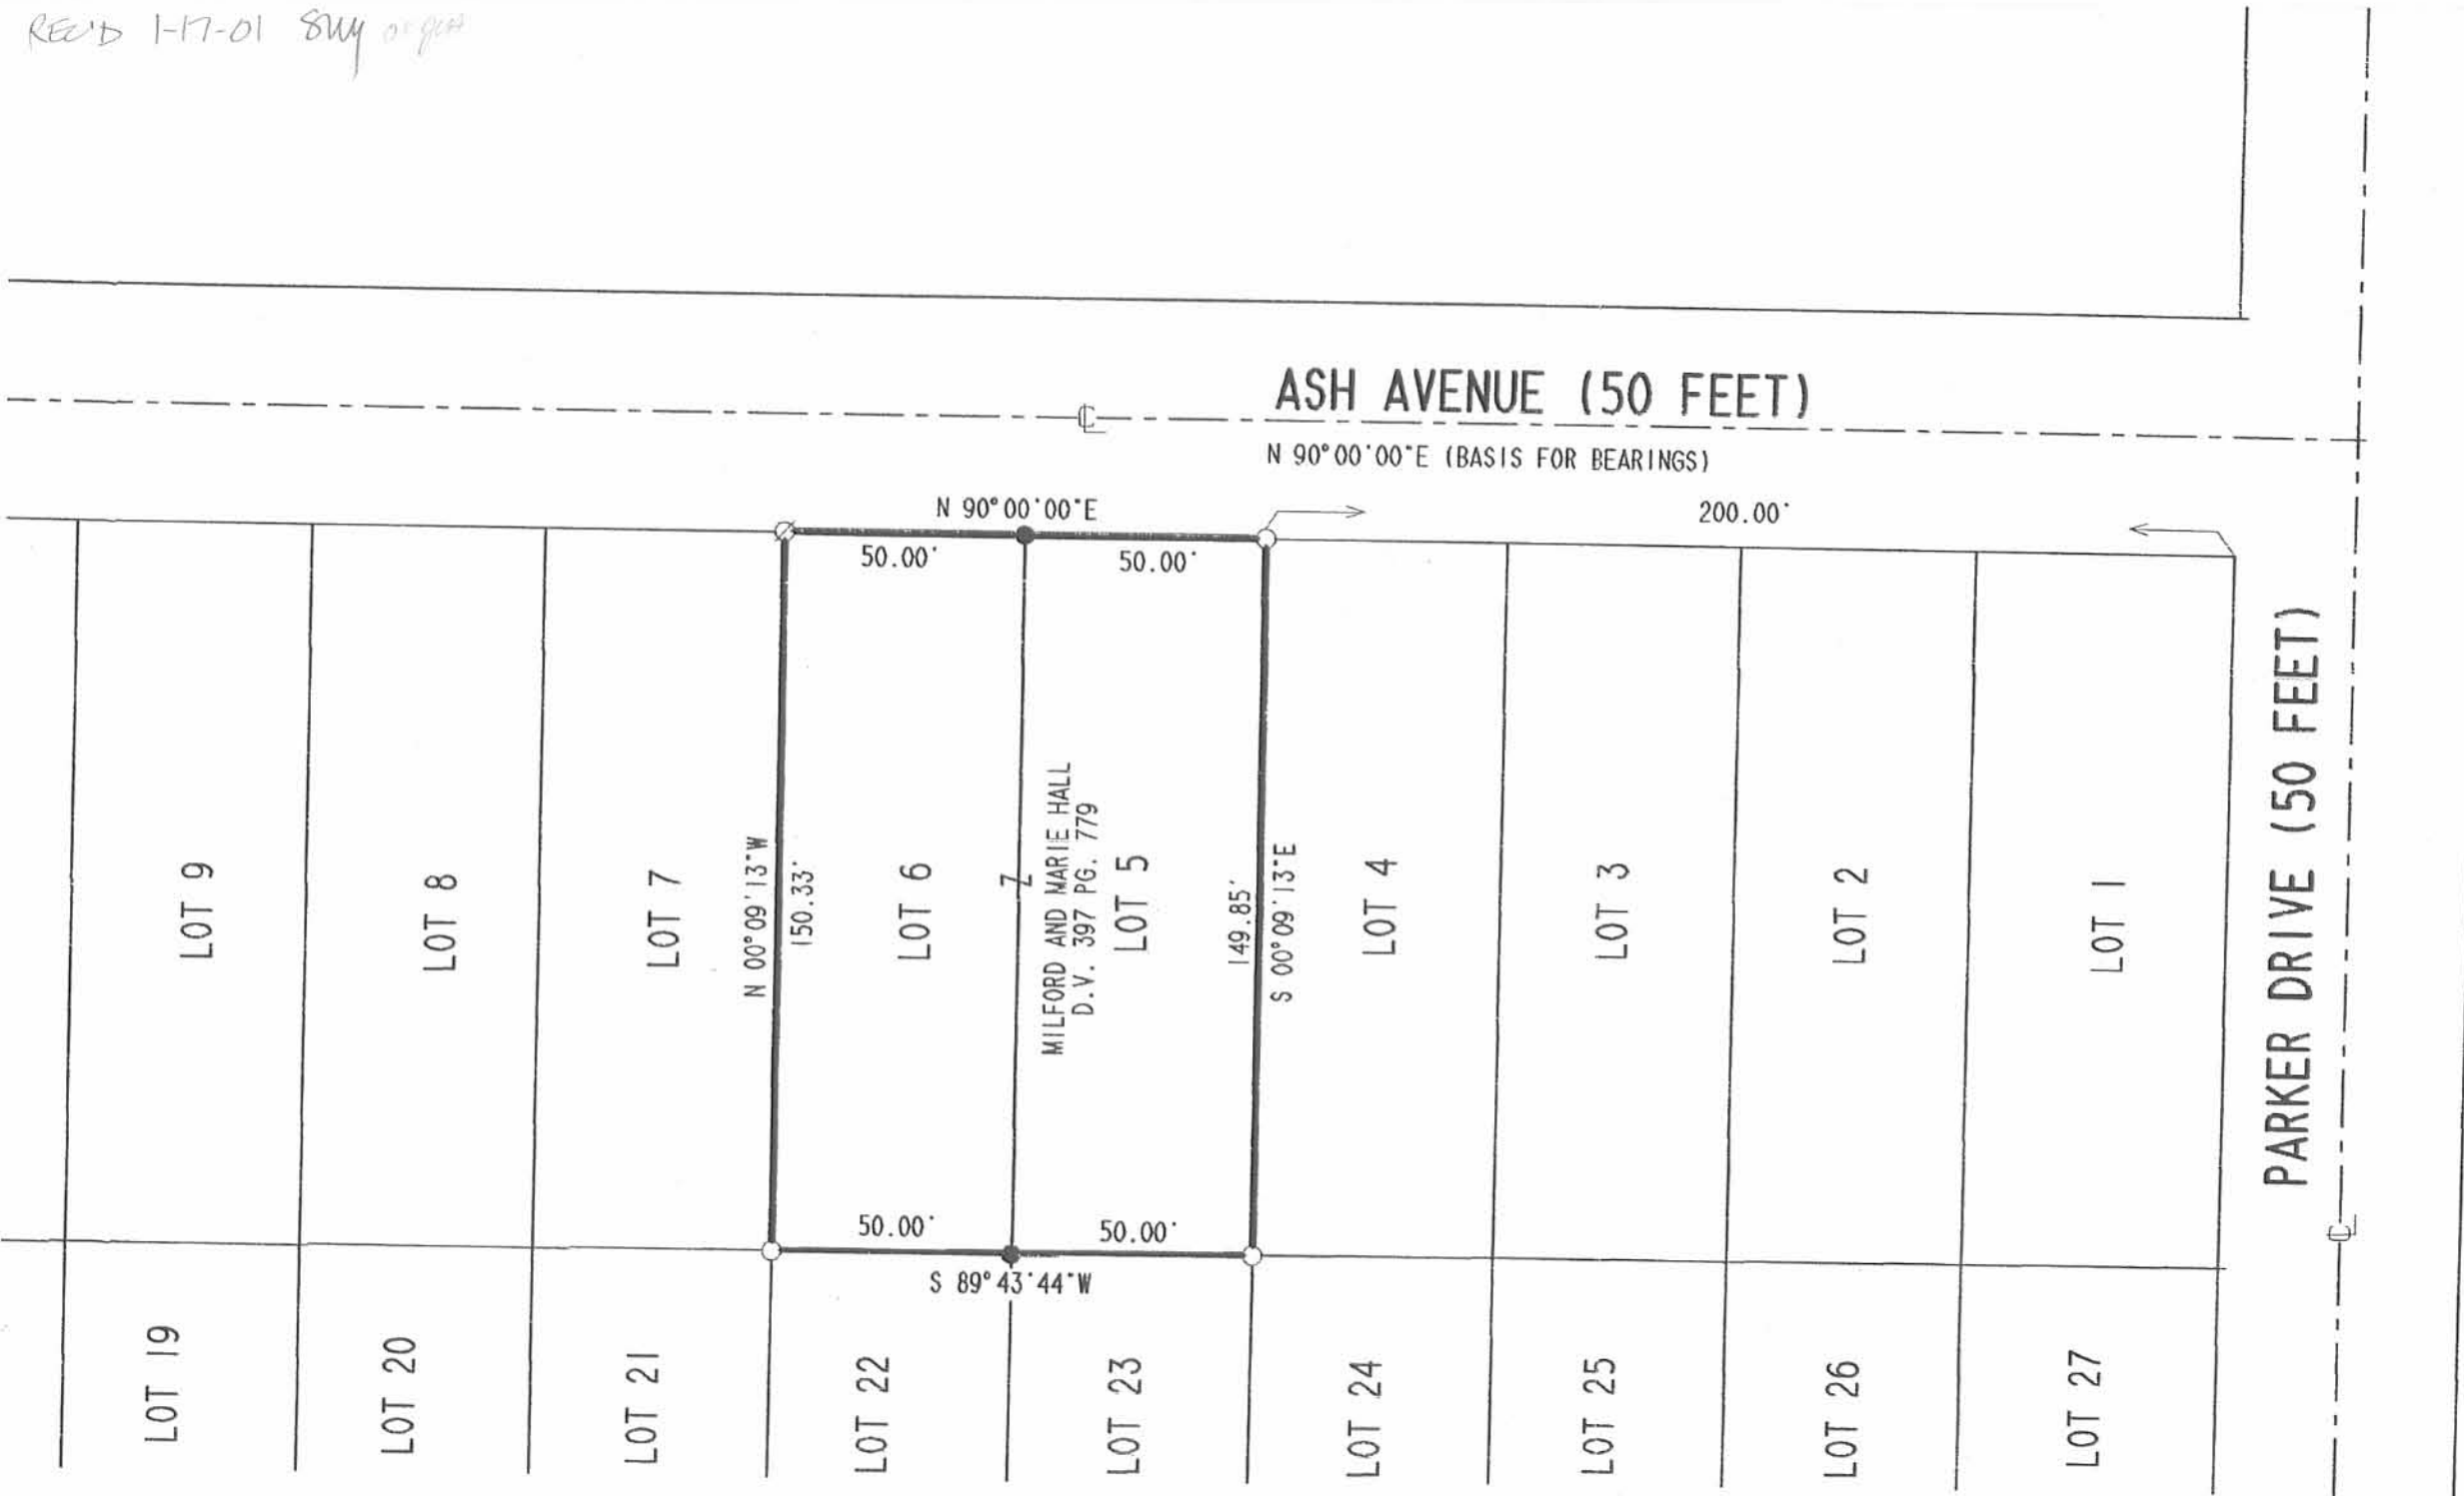 REC'D 1-17-01
ASH AVENUE (50 FEET)
N 90°00'00"E (BASIS FOR BEARINGS)
N 90°00'00"E
200.00'
50.00'
50.00'
PARKER DRIVE (50 FEET)
LOT 9
LOT 8
LOT 7
N 00°09'13"W
150.33'
LOT 6
Z
MILFORD AND MARIE HALL
D.V. 397 PG. 779
LOT 5
149.85'
S 00°09'13"E
LOT 4
LOT 3
LOT 2
LOT 1
50.00'
50.00'
S 89°43'44"W
LOT 19
LOT 20
LOT 21
LOT 22
LOT 23
LOT 24
LOT 25
LOT 26
LOT 27